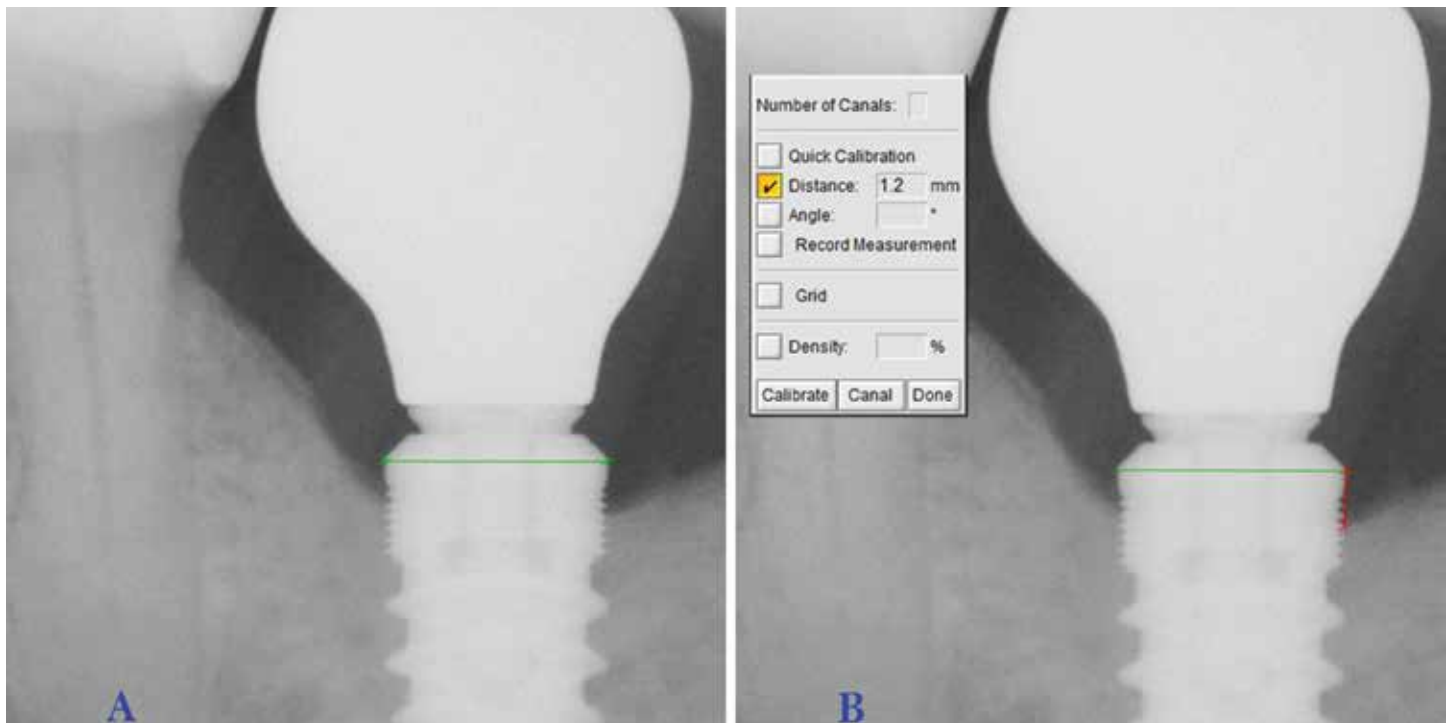 Number of Canals:
Quick Calibration
Distance: 1.2 mm
Angle: °
Record Measurement
Grid
Density: %
Calibrate Canal Done
A B